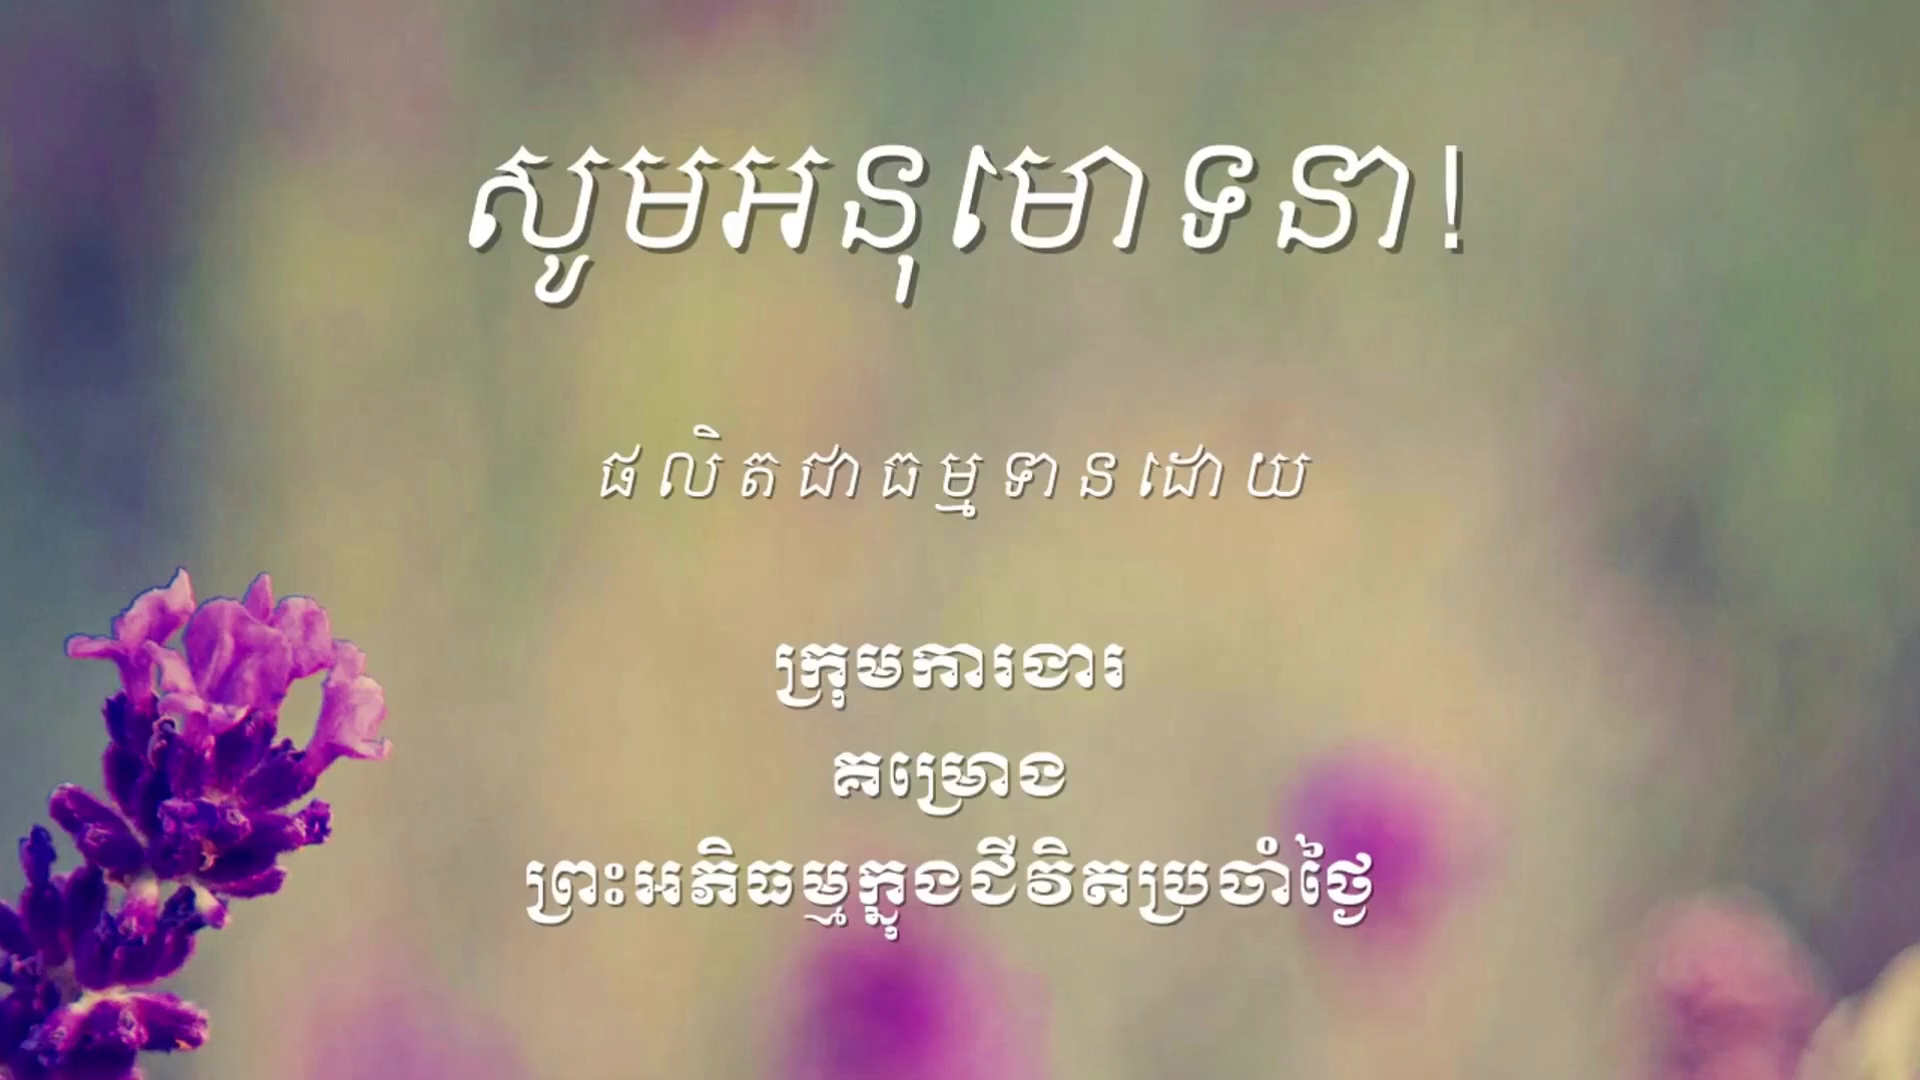 សូមអនុមោទនា!
ផលិតជាធម្មទានដោយ
ក្រុមការងារ
គម្រោង
ព្រះអភិធម្មក្នុងជីវិតប្រចាំថ្ងៃ